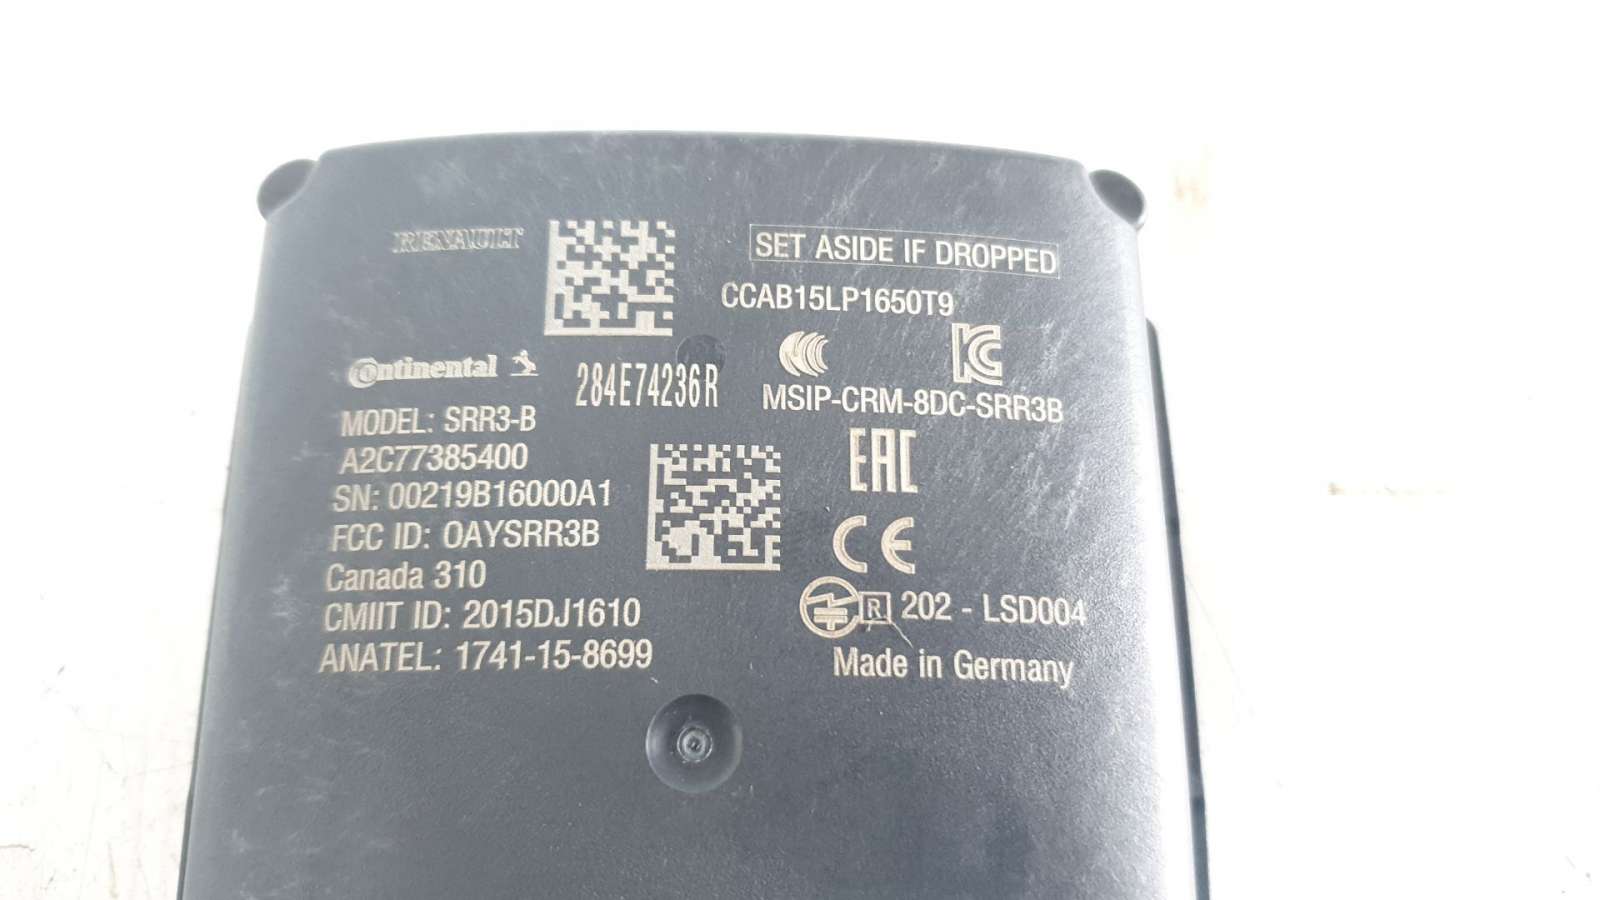 RENAULT
SET ASIDE IF DROPPED
CCAB15LP1650T9
Continental
284E74236R
MSIP-CRM-8DC-SRR3B
MODEL: SRR3-B
A2C77385400
SN: 00219B16000A1
FCC ID: OAYSRR3B
Canada 310
CMIIT ID: 2015DJ1610
ANATEL: 1741-15-8699
EAC
CE
R 202 - LSD004
Made in Germany